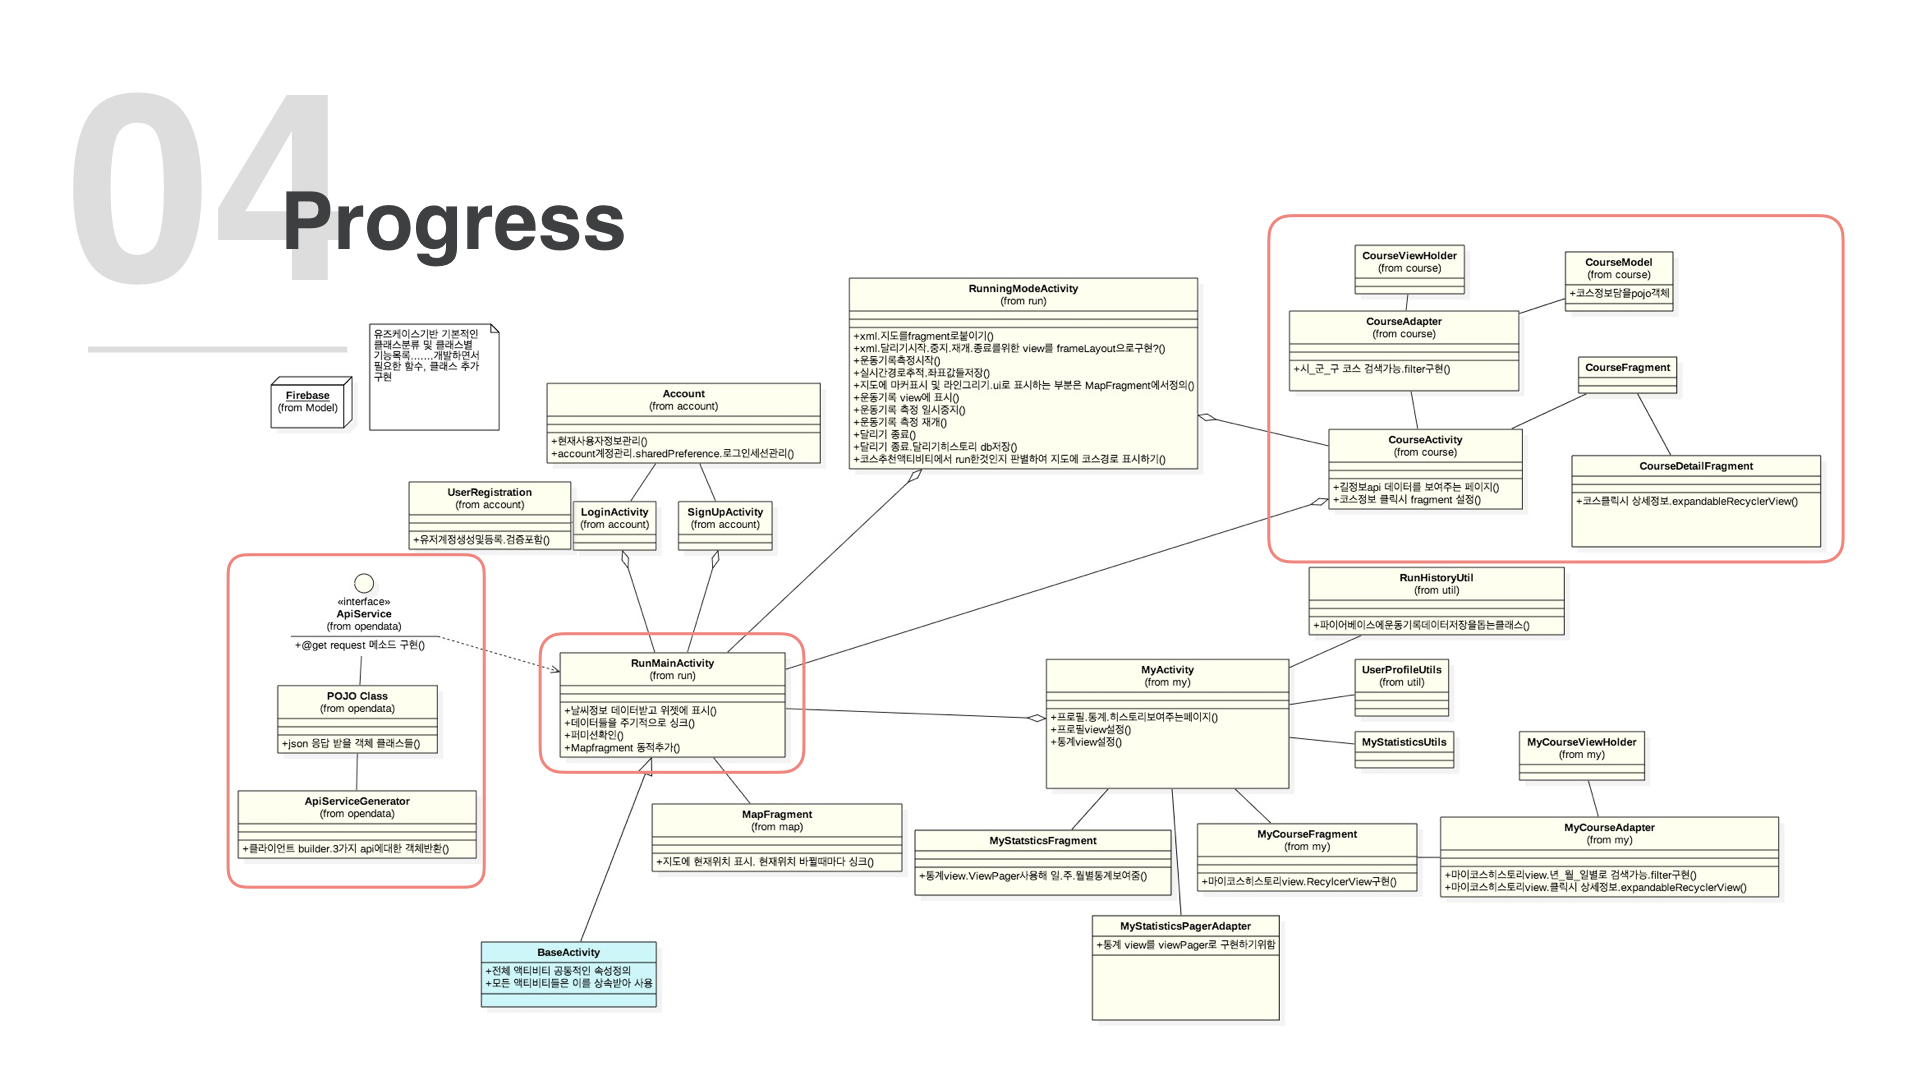 04
Progress
유즈케이스기반 기본적인
클래스분류 및 클래스별
기능목록.......개발하면서
필요한 함수, 클래스 추가
구현
Firebase
(from Model)
Account
(from account)
+현재사용자정보관리()
+account계정관리.sharedPreference.로그인세션관리()
UserRegistration
(from account)
+유저계정생성및등록.검증포함()
LoginActivity
(from account)
SignUpActivity
(from account)
RunningModeActivity
(from run)
+xml.지도를fragment로붙이기()
+xml.달리기시작.중지.재개.종료를위한 view를 frameLayout으로구현?()
+운동기록측정시작()
+실시간경로추적.좌표값들저장()
+지도에 마커표시 및 라인그리기.ui로 표시하는 부분은 MapFragment에서정의()
+운동기록 view에 표시()
+운동기록 측정 일시중지()
+운동기록 측정 재개()
+달리기 종료()
+달리기 종료.달리기히스토리 db저장()
+코스추천액티비티에서 run한것인지 판별하여 지도에 코스경로 표시하기()
CourseViewHolder
(from course)
CourseModel
(from course)
+코스정보담을pojo객체
CourseAdapter
(from course)
+시_군_구 코스 검색가능.filter구현()
CourseFragment
CourseActivity
(from course)
+길정보api 데이터를 보여주는 페이지()
+코스정보 클릭시 fragment 설정()
CourseDetailFragment
+코스클릭시 상세정보.expandableRecyclerView()
«interface»
ApiService
(from opendata)
+@get request 메소드 구현()
POJO Class
(from opendata)
+json 응답 받을 객체 클래스들()
ApiServiceGenerator
(from opendata)
+클라이언트 builder.3가지 api에대한 객체반환()
RunMainActivity
(from run)
+날씨정보 데이터받고 위젯에 표시()
+데이터들을 주기적으로 싱크()
+퍼미션확인()
+Mapfragment 동적추가()
MapFragment
(from map)
+지도에 현재위치 표시. 현재위치 바뀔때마다 싱크()
BaseActivity
+전체 액티비티 공통적인 속성정의
+모든 액티비티들은 이를 상속받아 사용
RunHistoryUtil
(from util)
+파이어베이스에운동기록데이터저장을돕는클래스()
MyActivity
(from my)
+프로필.통계.히스토리보여주는페이지()
+프로필view설정()
+통계view설정()
UserProfileUtils
(from util)
MyStatisticsUtils
MyCourseViewHolder
(from my)
MyStatsticsFragment
+통계view.ViewPager사용해 일.주.월별통계보여줌()
MyCourseFragment
(from my)
+마이코스히스토리view.RecylcerView구현()
MyCourseAdapter
(from my)
+마이코스히스토리view.년_월_일별로 검색가능.filter구현()
+마이코스히스토리view.클릭시 상세정보.expandableRecyclerView()
MyStatisticsPagerAdapter
+통계 view를 viewPager로 구현하기위함